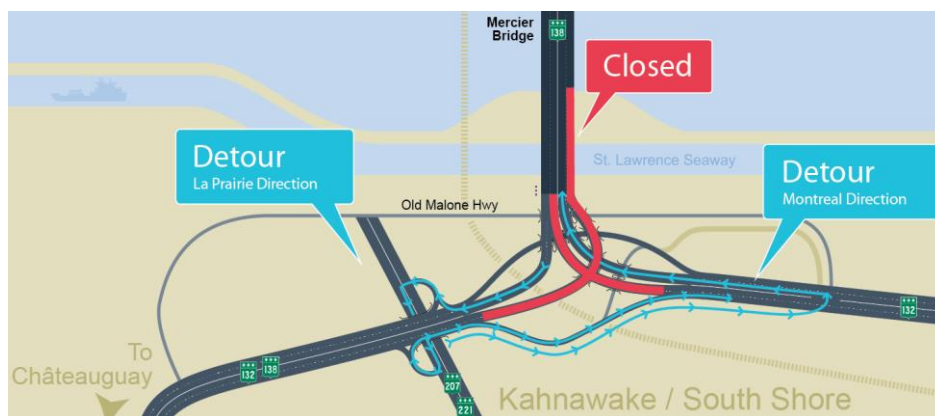 Mercier
Bridge
138
Closed
Detour
La Prairie Direction
St. Lawrence Seaway
Detour
Montreal Direction
Old Malone Hwy
132
To
Châteauguay
132
138
207
221
Kahnawake / South Shore